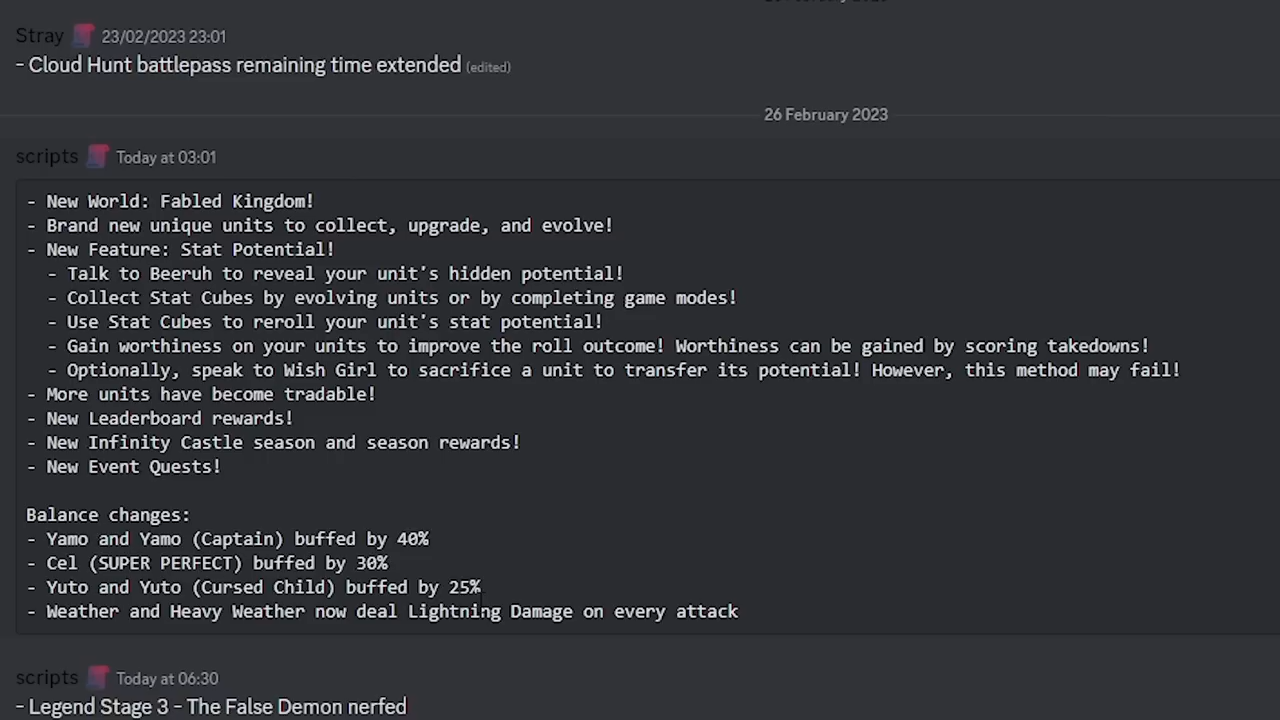 Stray 23/02/2023 23:01
- Cloud Hunt battlepass remaining time extended (edited)
26 February 2023
scripts Today at 03:01
- New World: Fabled Kingdom!
- Brand new unique units to collect, upgrade, and evolve!
- New Feature: Stat Potential!
- Talk to Beeruh to reveal your unit's hidden potential!
- Collect Stat Cubes by evolving units or by completing game modes!
- Use Stat Cubes to reroll your unit's stat potential!
- Gain worthiness on your units to improve the roll outcome! Worthiness can be gained by scoring takedowns!
- Optionally, speak to Wish Girl to sacrifice a unit to transfer its potential! However, this method may fail!
- More units have become tradable!
- New Leaderboard rewards!
- New Infinity Castle season and season rewards!
- New Event Quests!
Balance changes:
- Yamo and Yamo (Captain) buffed by 40%
- Cel (SUPER PERFECT) buffed by 30%
- Yuto and Yuto (Cursed Child) buffed by 25%
- Weather and Heavy Weather now deal Lightning Damage on every attack
scripts Today at 06:30
- Legend Stage 3 - The False Demon nerfed